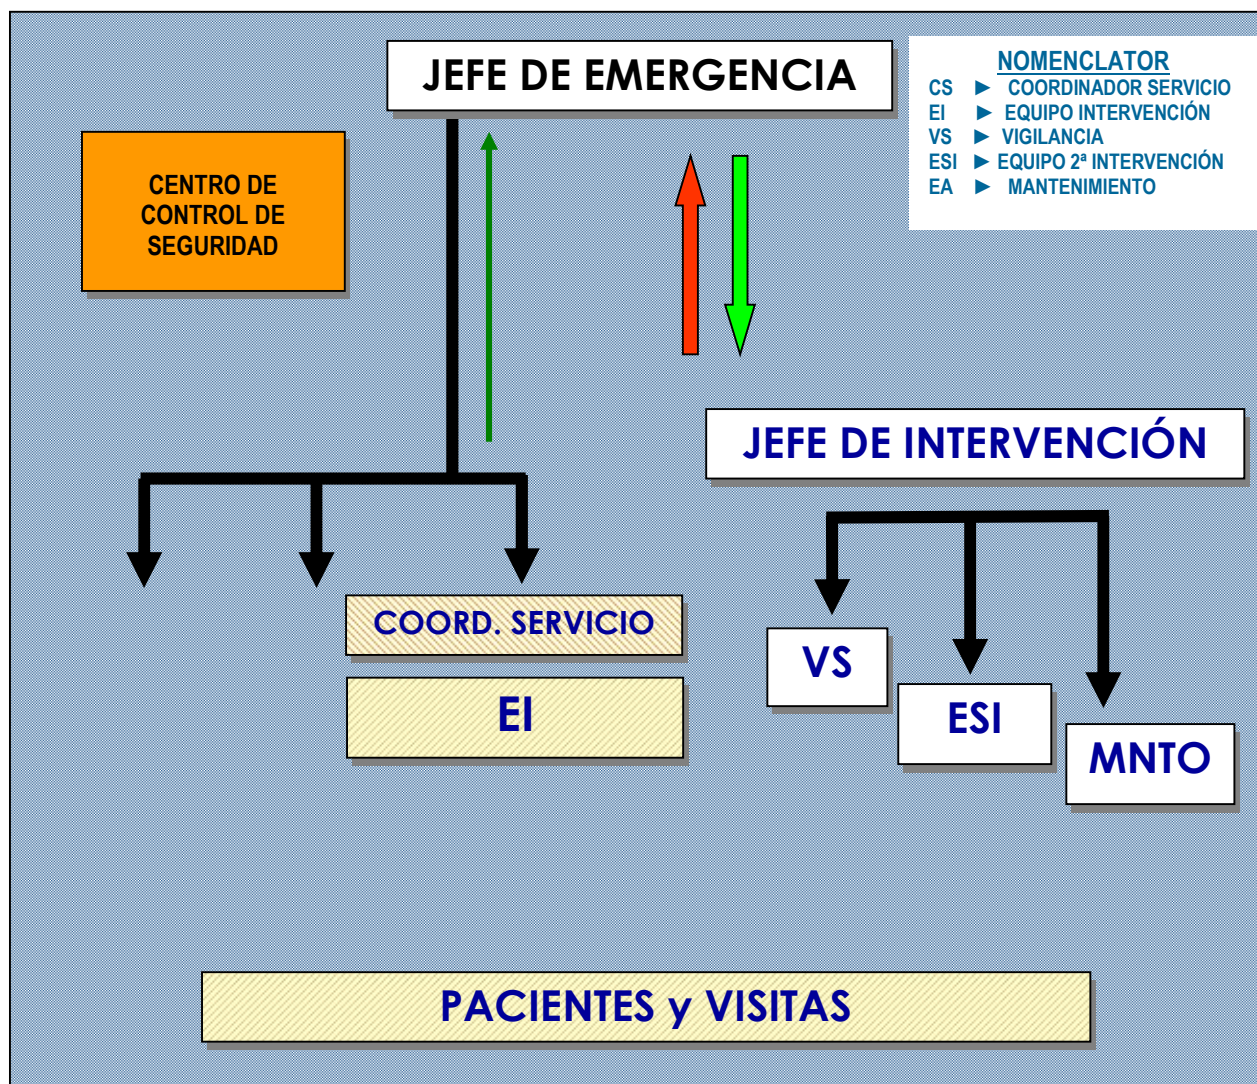 JEFE DE EMERGENCIA
NOMENCLATOR
CS ► COORDINADOR SERVICIO
EI ► EQUIPO INTERVENCIÓN
VS ► VIGILANCIA
ESI ► EQUIPO 2ª INTERVENCIÓN
EA ► MANTENIMIENTO
CENTRO DE
CONTROL DE
SEGURIDAD
JEFE DE INTERVENCIÓN
COORD. SERVICIO
EI
VS
ESI
MNTO
PACIENTES y VISITAS